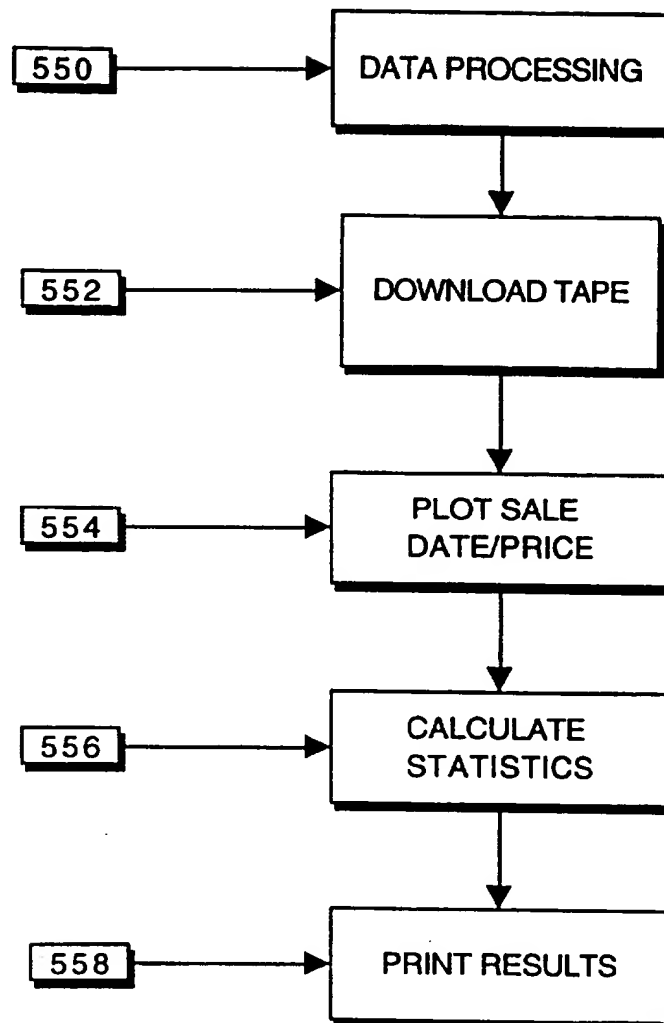 550
DATA PROCESSING
552
DOWNLOAD TAPE
554
PLOT SALE
DATE/PRICE
556
CALCULATE
STATISTICS
558
PRINT RESULTS